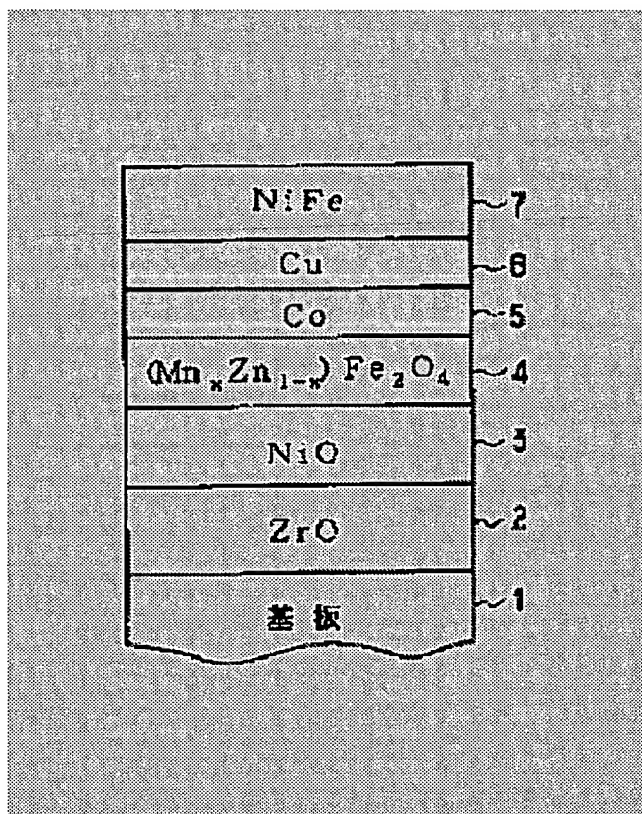 NiFe 7
Cu 6
Co 5
(MnₓZn₁₋ₓ) Fe₂O₄ 4
NiO 3
ZrO 2
基板 1